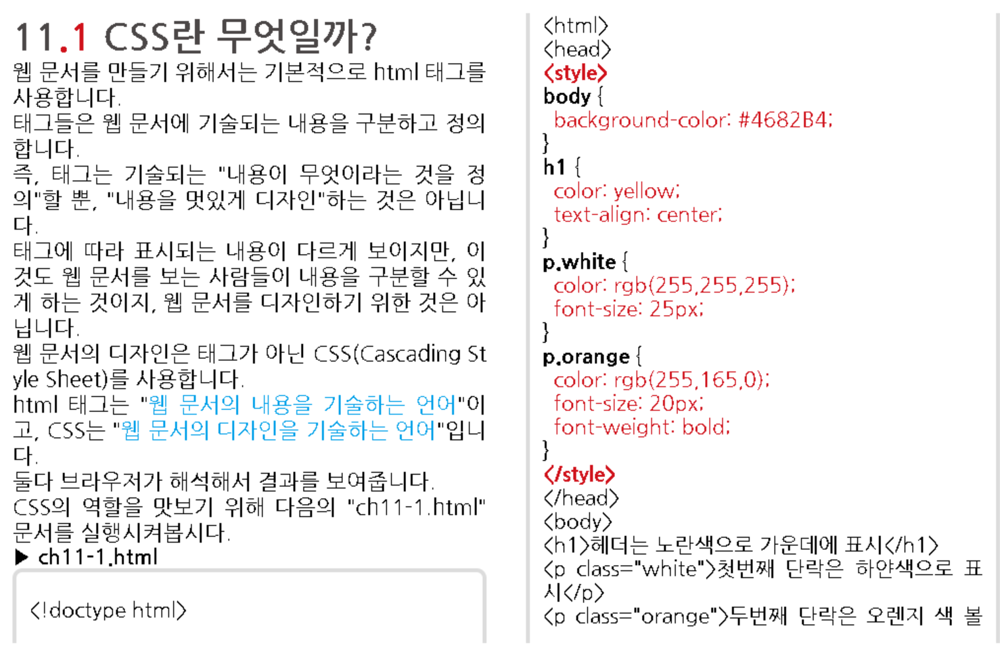 11.1 CSS란 무엇일까?
웹 문서를 만들기 위해서는 기본적으로 html 태그를
사용합니다.
태그들은 웹 문서에 기술되는 내용을 구분하고 정의
합니다.
즉, 태그는 기술되는 "내용이 무엇이라는 것을 정
의"할 뿐, "내용을 멋있게 디자인"하는 것은 아닙니
다.
태그에 따라 표시되는 내용이 다르게 보이지만, 이
것도 웹 문서를 보는 사람들이 내용을 구분할 수 있
게 하는 것이지, 웹 문서를 디자인하기 위한 것은 아
닙니다.
웹 문서의 디자인은 태그가 아닌 CSS(Cascading St
yle Sheet)를 사용합니다.
html 태그는 "웹 문서의 내용을 기술하는 언어"이
고, CSS는 "웹 문서의 디자인을 기술하는 언어"입니
다.
둘다 브라우저가 해석해서 결과를 보여줍니다.
CSS의 역할을 맛보기 위해 다음의 "ch11-1.html"
문서를 실행시켜봅시다.
▶ ch11-1.html
<!doctype html>
<html>
<head>
<style>
body {
background-color: #4682B4;
}
h1 {
color: yellow;
text-align: center;
}
p.white {
color: rgb(255,255,255);
font-size: 25px;
}
p.orange {
color: rgb(255,165,0);
font-size: 20px;
font-weight: bold;
}
</style>
</head>
<body>
<h1>헤더는 노란색으로 가운데에 표시</h1>
<p class="white">첫번째 단락은 하얀색으로 표
시</p>
<p class="orange">두번째 단락은 오렌지 색 볼